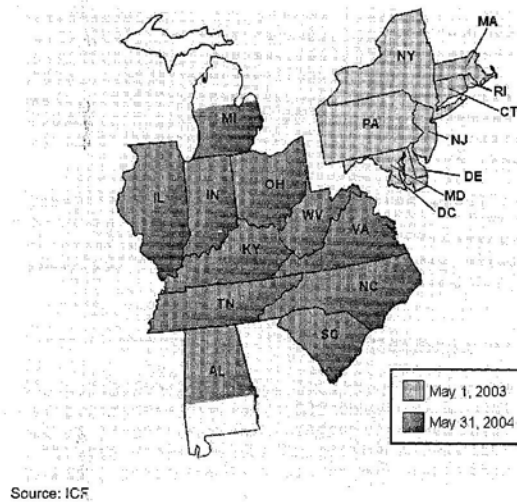 MA
NY
RI
CT
PA
NJ
MI
DE
MD
DC
IL
IN
OH
WV
VA
KY
NC
TN
SC
AL
May 1, 2003
May 31, 2004
Source: ICF